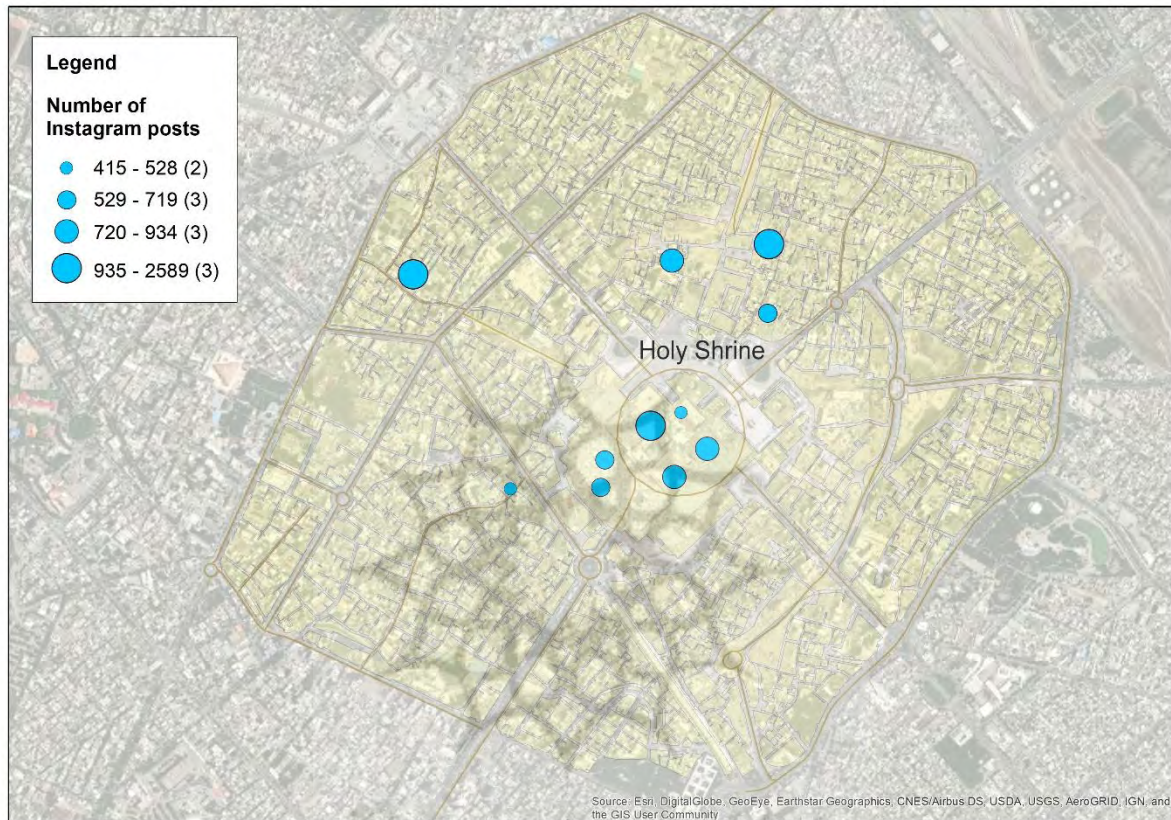 Legend
Number of
Instagram posts
415 - 528 (2)
529 - 719 (3)
720 - 934 (3)
935 - 2589 (3)
Holy Shrine
Source: Esri, DigitalGlobe, GeoEye, Earthstar Geographics, CNES/Airbus DS, USDA, USGS, AeroGRID, IGN, and
the GIS User Community